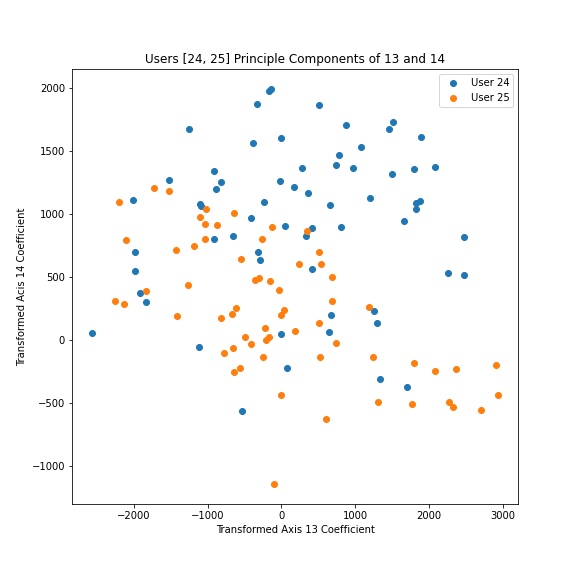 Users [24, 25] Principle Components of 13 and 14
User 24
User 25
Transformed Acis 14 Coefficient
2000
1500
1000
500
0
−500
−1000
−2000 −1000 0 1000 2000 3000
Transformed Axis 13 Coefficient